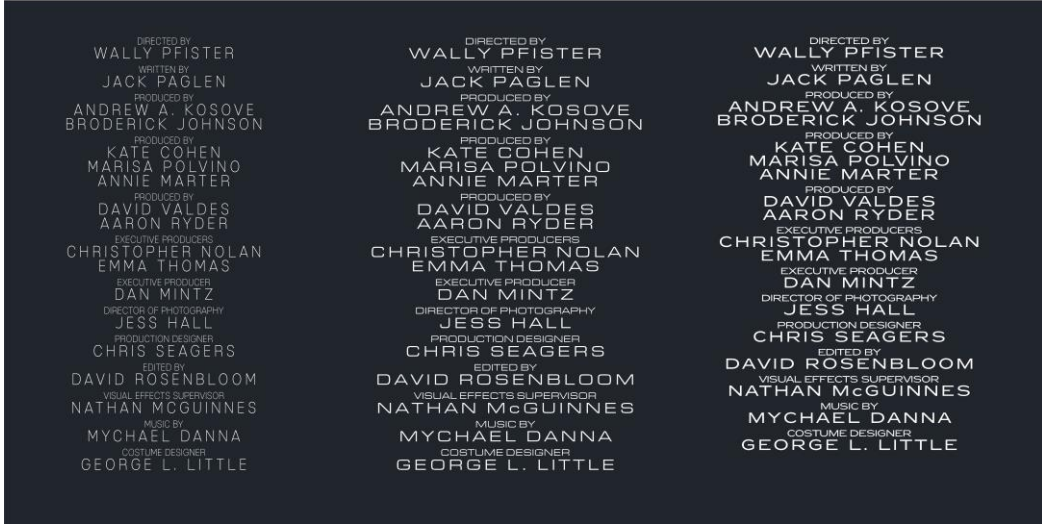 DIRECTED BY
WALLY PFISTER
WRITTEN BY
JACK PAGLEN
PRODUCED BY
ANDREW A. KOSOVE
BRODERICK JOHNSON
PRODUCED BY
KATE COHEN
MARISA POLVINO
ANNIE MARTER
PRODUCED BY
DAVID VALDES
AARON RYDER
EXECUTIVE PRODUCERS
CHRISTOPHER NOLAN
EMMA THOMAS
EXECUTIVE PRODUCER
DAN MINTZ
DIRECTOR OF PHOTOGRAPHY
JESS HALL
PRODUCTION DESIGNER
CHRIS SEAGERS
EDITED BY
DAVID ROSENBLOOM
VISUAL EFFECTS SUPERVISOR
NATHAN MCGUINNES
MUSIC BY
MYCHAEL DANNA
COSTUME DESIGNER
GEORGE L. LITTLE
DIRECTED BY
WALLY PFISTER
WRITTEN BY
JACK PAGLEN
PRODUCED BY
ANDREW A. KOSOVE
BRODERICK JOHNSON
PRODUCED BY
KATE COHEN
MARISA POLVINO
ANNIE MARTER
PRODUCED BY
DAVID VALDES
AARON RYDER
EXECUTIVE PRODUCERS
CHRISTOPHER NOLAN
EMMA THOMAS
EXECUTIVE PRODUCER
DAN MINTZ
DIRECTOR OF PHOTOGRAPHY
JESS HALL
PRODUCTION DESIGNER
CHRIS SEAGERS
EDITED BY
DAVID ROSENBLOOM
VISUAL EFFECTS SUPERVISOR
NATHAN McGUINNES
MUSIC BY
MYCHAEL DANNA
COSTUME DESIGNER
GEORGE L. LITTLE
DIRECTED BY
WALLY PFISTER
WRITTEN BY
JACK PAGLEN
PRODUCED BY
ANDREW A. KOSOVE
BRODERICK JOHNSON
PRODUCED BY
KATE COHEN
MARISA POLVINO
ANNIE MARTER
PRODUCED BY
DAVID VALDES
AARON RYDER
EXECUTIVE PRODUCERS
CHRISTOPHER NOLAN
EMMA THOMAS
EXECUTIVE PRODUCER
DAN MINTZ
DIRECTOR OF PHOTOGRAPHY
JESS HALL
PRODUCTION DESIGNER
CHRIS SEAGERS
EDITED BY
DAVID ROSENBLOOM
VISUAL EFFECTS SUPERVISOR
NATHAN McGUINNES
MUSIC BY
MYCHAEL DANNA
COSTUME DESIGNER
GEORGE L. LITTLE